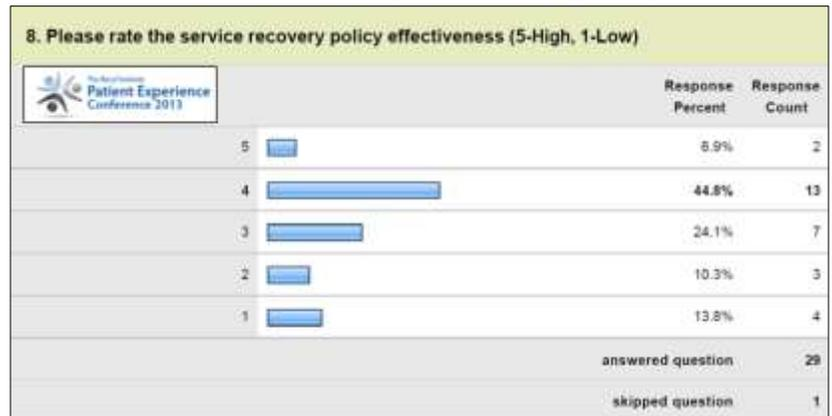 8. Please rate the service recovery policy effectiveness (5-High, 1-Low)
Patient Experience
Conference 2013
Response Percent
Response Count
5 6.9% 2
4 44.8% 13
3 24.1% 7
2 10.3% 3
1 13.8% 4
answered question 29
skipped question 1